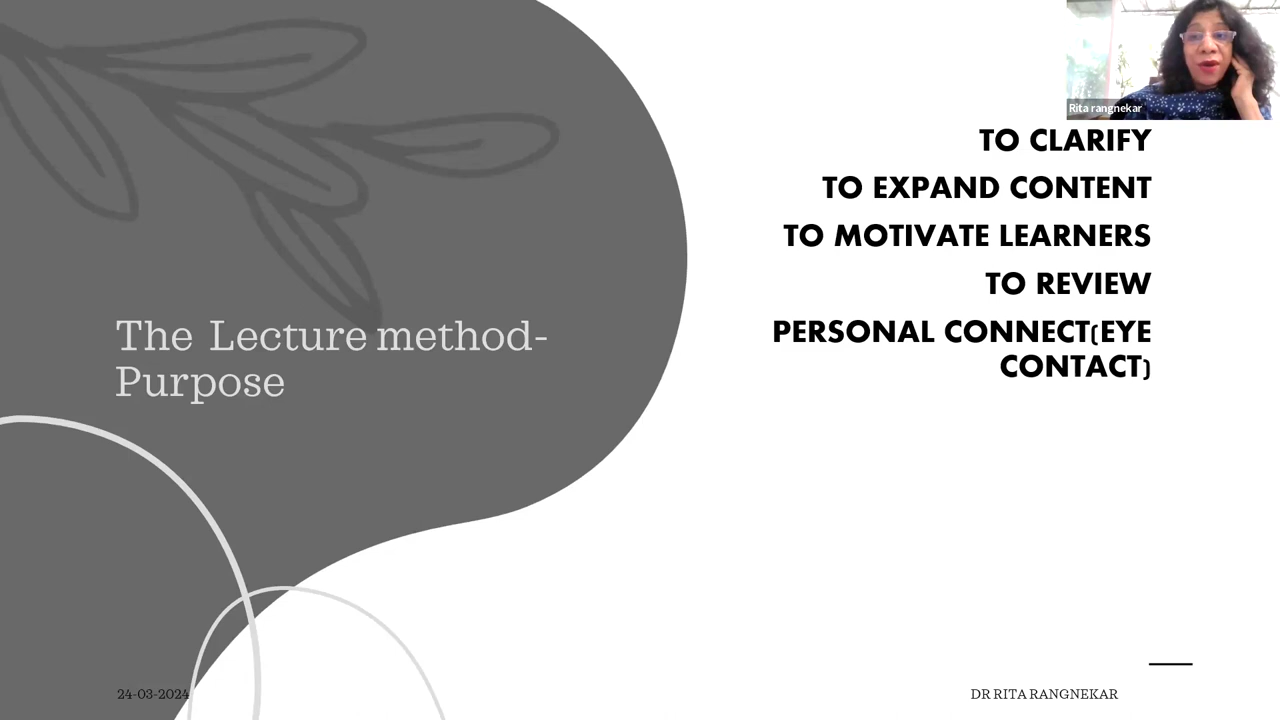 Rita rangnekar
TO CLARIFY
TO EXPAND CONTENT
TO MOTIVATE LEARNERS
TO REVIEW
PERSONAL CONNECT(EYE
CONTACT)
The Lecture method-
Purpose
24-03-2024
DR RITA RANGNEKAR